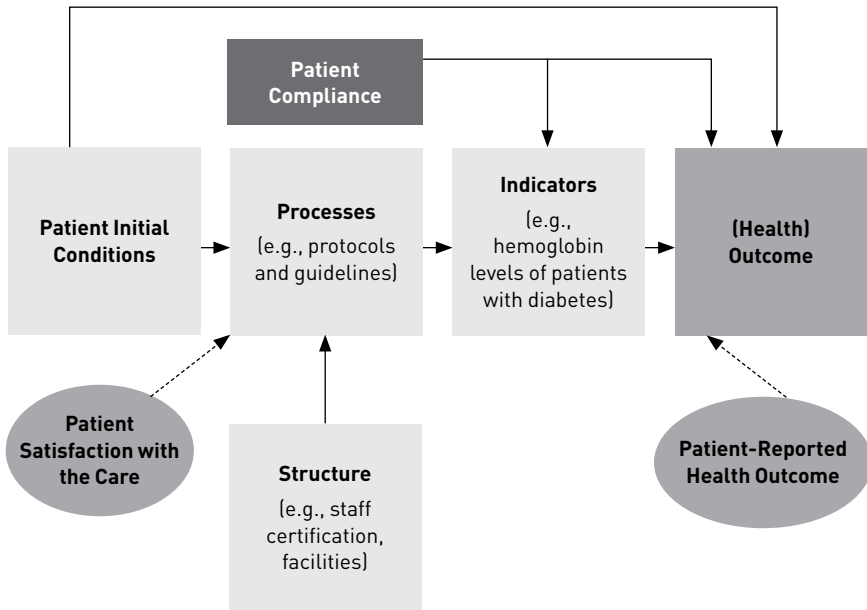 Patient
Compliance
Patient Initial
Conditions
Processes
(e.g., protocols
and guidelines)
Indicators
(e.g.,
hemoglobin
levels of patients
with diabetes)
(Health)
Outcome
Patient
Satisfaction with
the Care
Structure
(e.g., staff
certification,
facilities)
Patient-Reported
Health Outcome